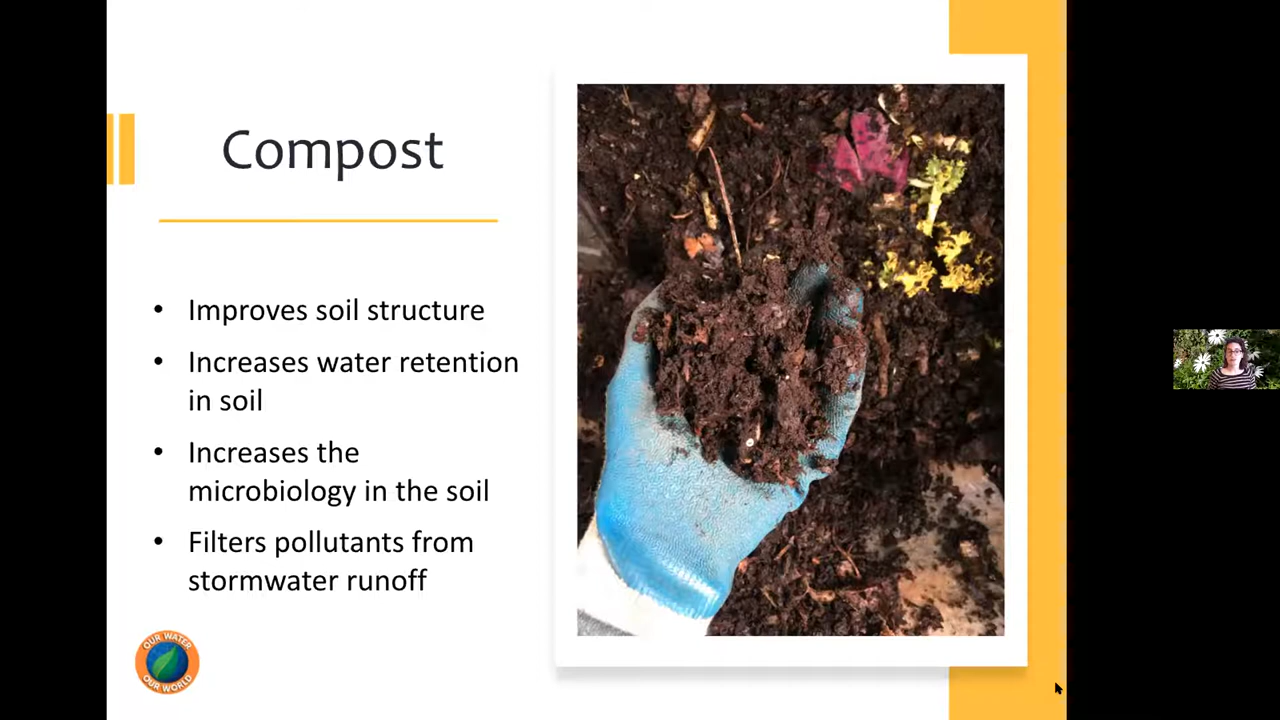 Compost
• Improves soil structure
• Increases water retention
in soil
• Increases the
microbiology in the soil
• Filters pollutants from
stormwater runoff
OUR WATER
OUR WORLD